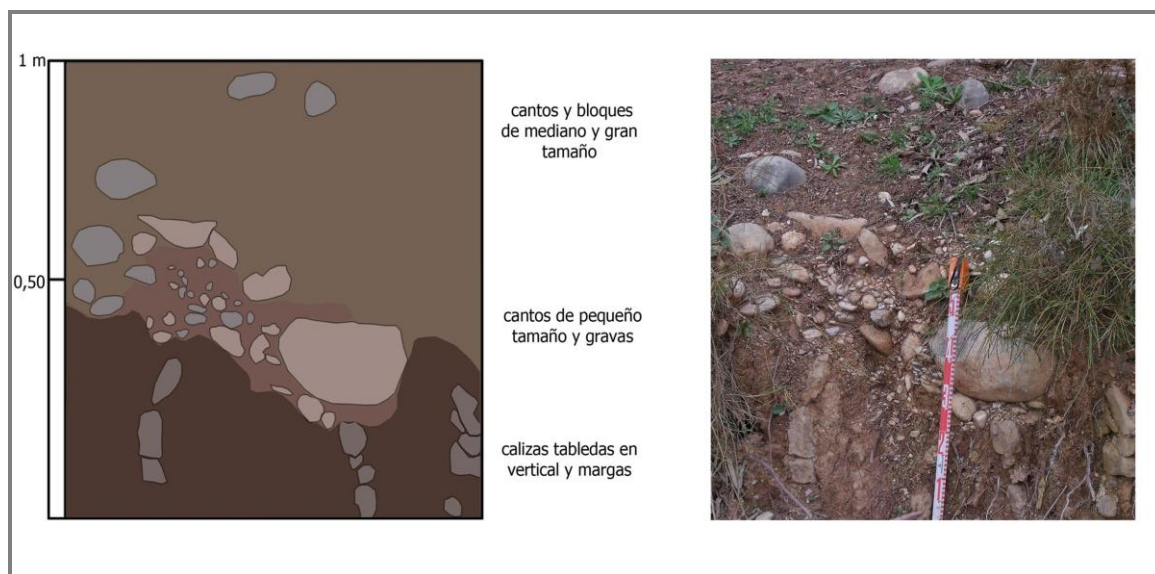 1 m
cantos y bloques
de mediano y gran
tamaño
0,50
cantos de pequeño
tamaño y gravas
calizas tabledas en
vertical y margas